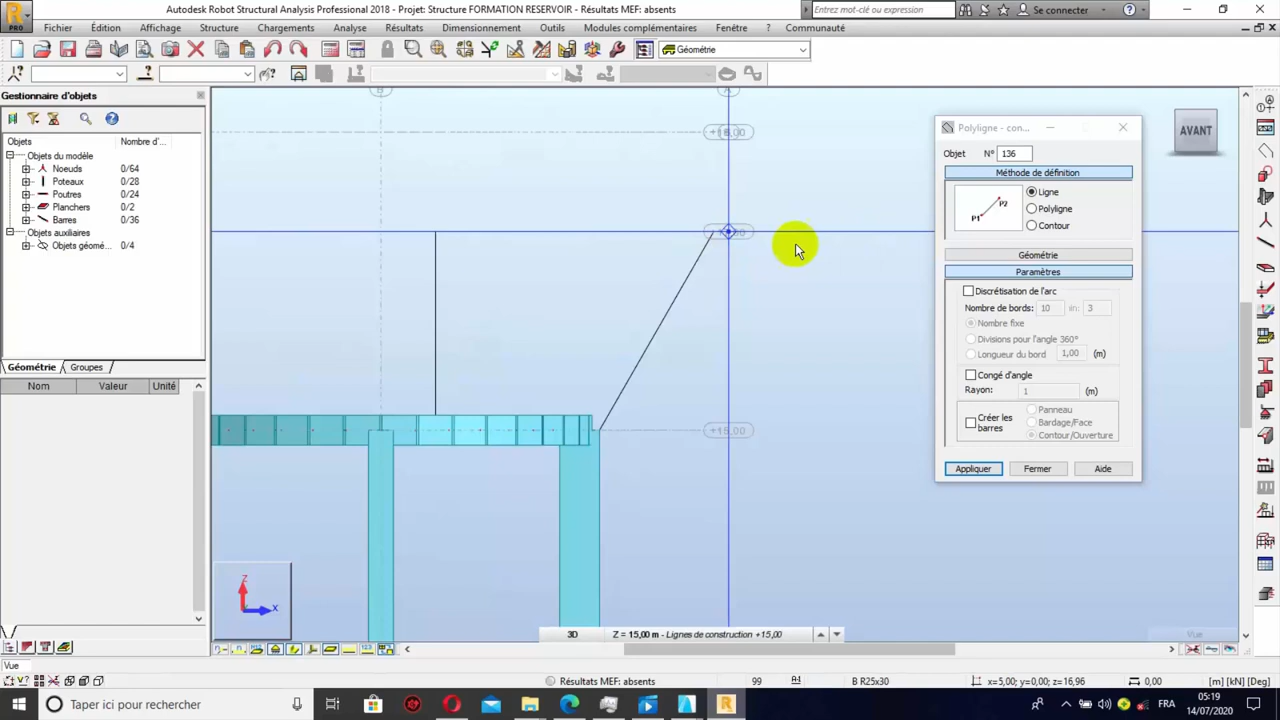 PRO
Autodesk Robot Structural Analysis Professional 2018 - Projet: Structure FORMATION RESERVOIR - Résultats MEF: absents
Entrez mot-clé ou expression
Se connecter
Fichier Edition Affichage Structure Chargements Analyse Résultats Dimensionnement Outils Modules complémentaires Fenêtre ? Communauté
Géométrie
Gestionnaire d'objets
Objets Nombre d'...
Objets du modèle
Noeuds 0/64
Poteaux 0/28
Poutres 0/24
Planchers 0/2
Barres 0/36
Objets auxiliaires
Objets géomé... 0/4
Géométrie Groupes
Nom Valeur Unité
B
A
+15,00
Z
X
3D Z = 15,00 m - Lignes de construction +15,00
Vue
AVANT
Polyligne - con...
Objet N° 136
Méthode de définition
P1 P2
Ligne
Polyligne
Contour
Géométrie
Paramètres
Discrétisation de l'arc
Nombre de bords: 10 in: 3
Nombre fixe
Divisions pour l'angle 360°
Longueur du bord 1,00 (m)
Congé d'angle
Rayon: 1 (m)
Créer les barres
Panneau
Bardage/Face
Contour/Ouverture
Appliquer Fermer Aide
Vue
Résultats MEF: absents 99 B R25x30 x=5,00; y=0,00; z=16,96 0,00 [m] [kN] [Deg]
Taper ici pour rechercher
FRA
05:19
14/07/2020